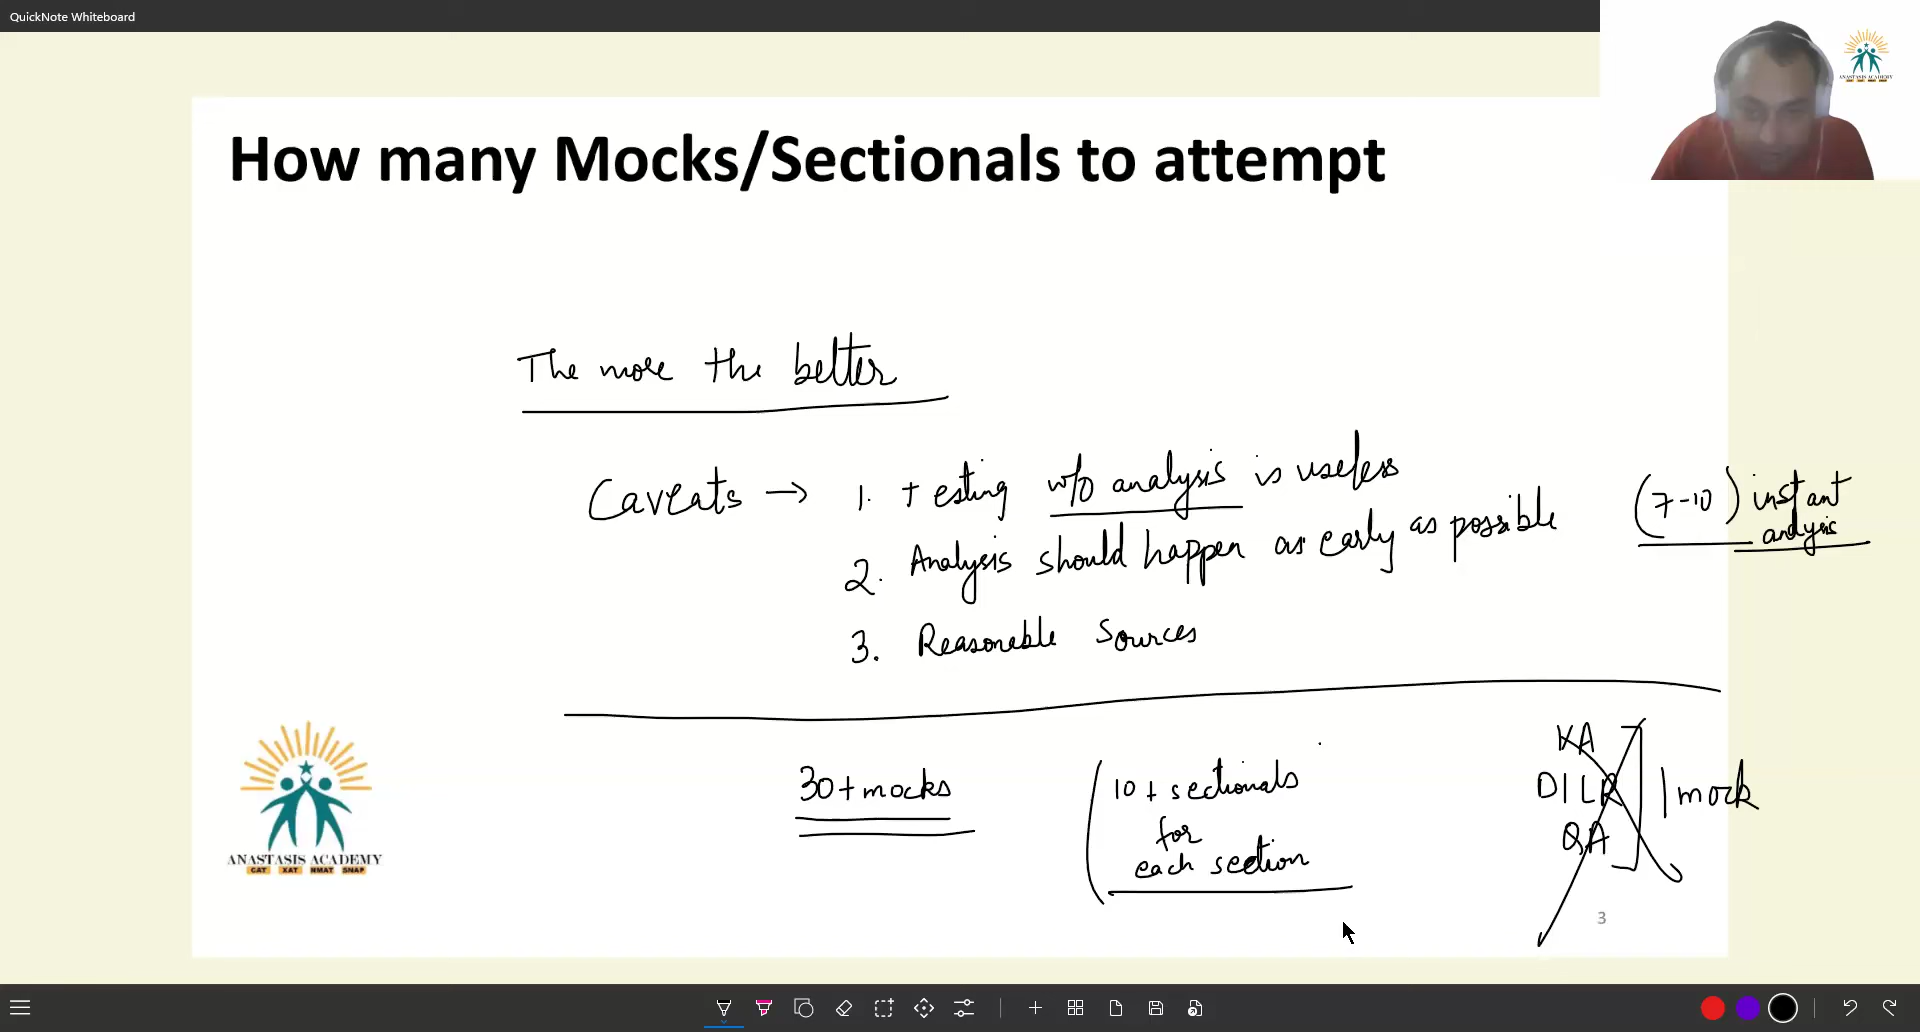 QuickNote Whiteboard
ANASTASIS ACADEMY
How many Mocks/Sectionals to attempt
The more the better
Caveats → 1. testing w/o analysis is useless
2. Analysis should happen as early as possible
(7-10) instant
analysis
3. Reasonable Sources
30+ mocks
10+ sectionals
for
each section
VA
DILR
QA
1 mock
ANASTASIS ACADEMY
CAT XAT NMAT SNAP
3